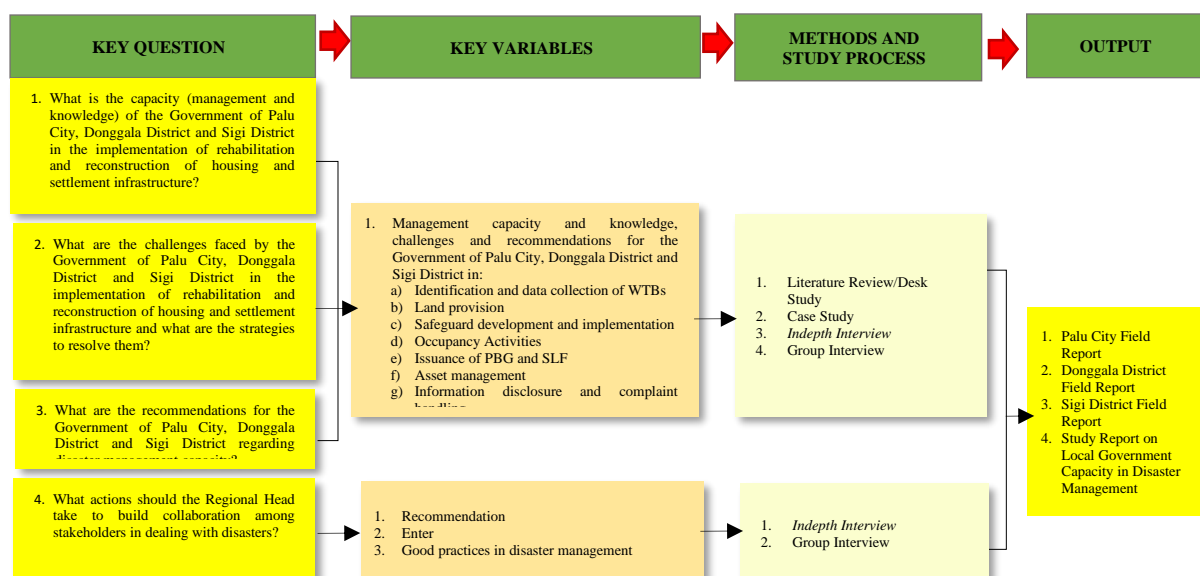 KEY QUESTION
KEY VARIABLES
METHODS AND
STUDY PROCESS
OUTPUT
1. What is the capacity (management and
knowledge) of the Government of Palu
City, Donggala District and Sigi District
in the implementation of rehabilitation
and reconstruction of housing and
settlement infrastructure?
2. What are the challenges faced by the
Government of Palu City, Donggala
District and Sigi District in the
implementation of rehabilitation and
reconstruction of housing and settlement
infrastructure and what are the strategies
to resolve them?
3. What are the recommendations for the
Government of Palu City, Donggala
District and Sigi District regarding
disaster management capacity?
4. What actions should the Regional Head
take to build collaboration among
stakeholders in dealing with disasters?
1. Management capacity and knowledge,
challenges and recommendations for the
Government of Palu City, Donggala District and
Sigi District in:
a) Identification and data collection of WTBs
b) Land provision
c) Safeguard development and implementation
d) Occupancy Activities
e) Issuance of PBG and SLF
f) Asset management
g) Information disclosure and complaint
handling
1. Recommendation
2. Enter
3. Good practices in disaster management
1. Literature Review/Desk
Study
2. Case Study
3. Indepth Interview
4. Group Interview
1. Indepth Interview
2. Group Interview
1. Palu City Field
Report
2. Donggala District
Field Report
3. Sigi District Field
Report
4. Study Report on
Local Government
Capacity in Disaster
Management